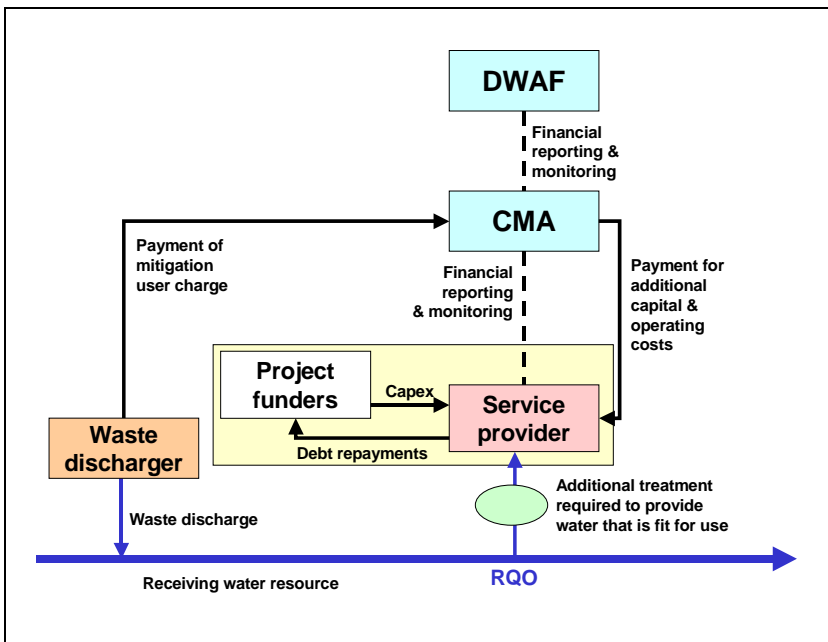 DWAF
Financial
reporting &
monitoring
CMA
Payment of
mitigation
user charge
Financial
reporting
& monitoring
Payment for
additional
capital &
operating
costs
Project
funders
Capex
Service
provider
Debt repayments
Waste
discharger
Waste discharge
Additional treatment
required to provide
water that is fit for use
Receiving water resource
RQO